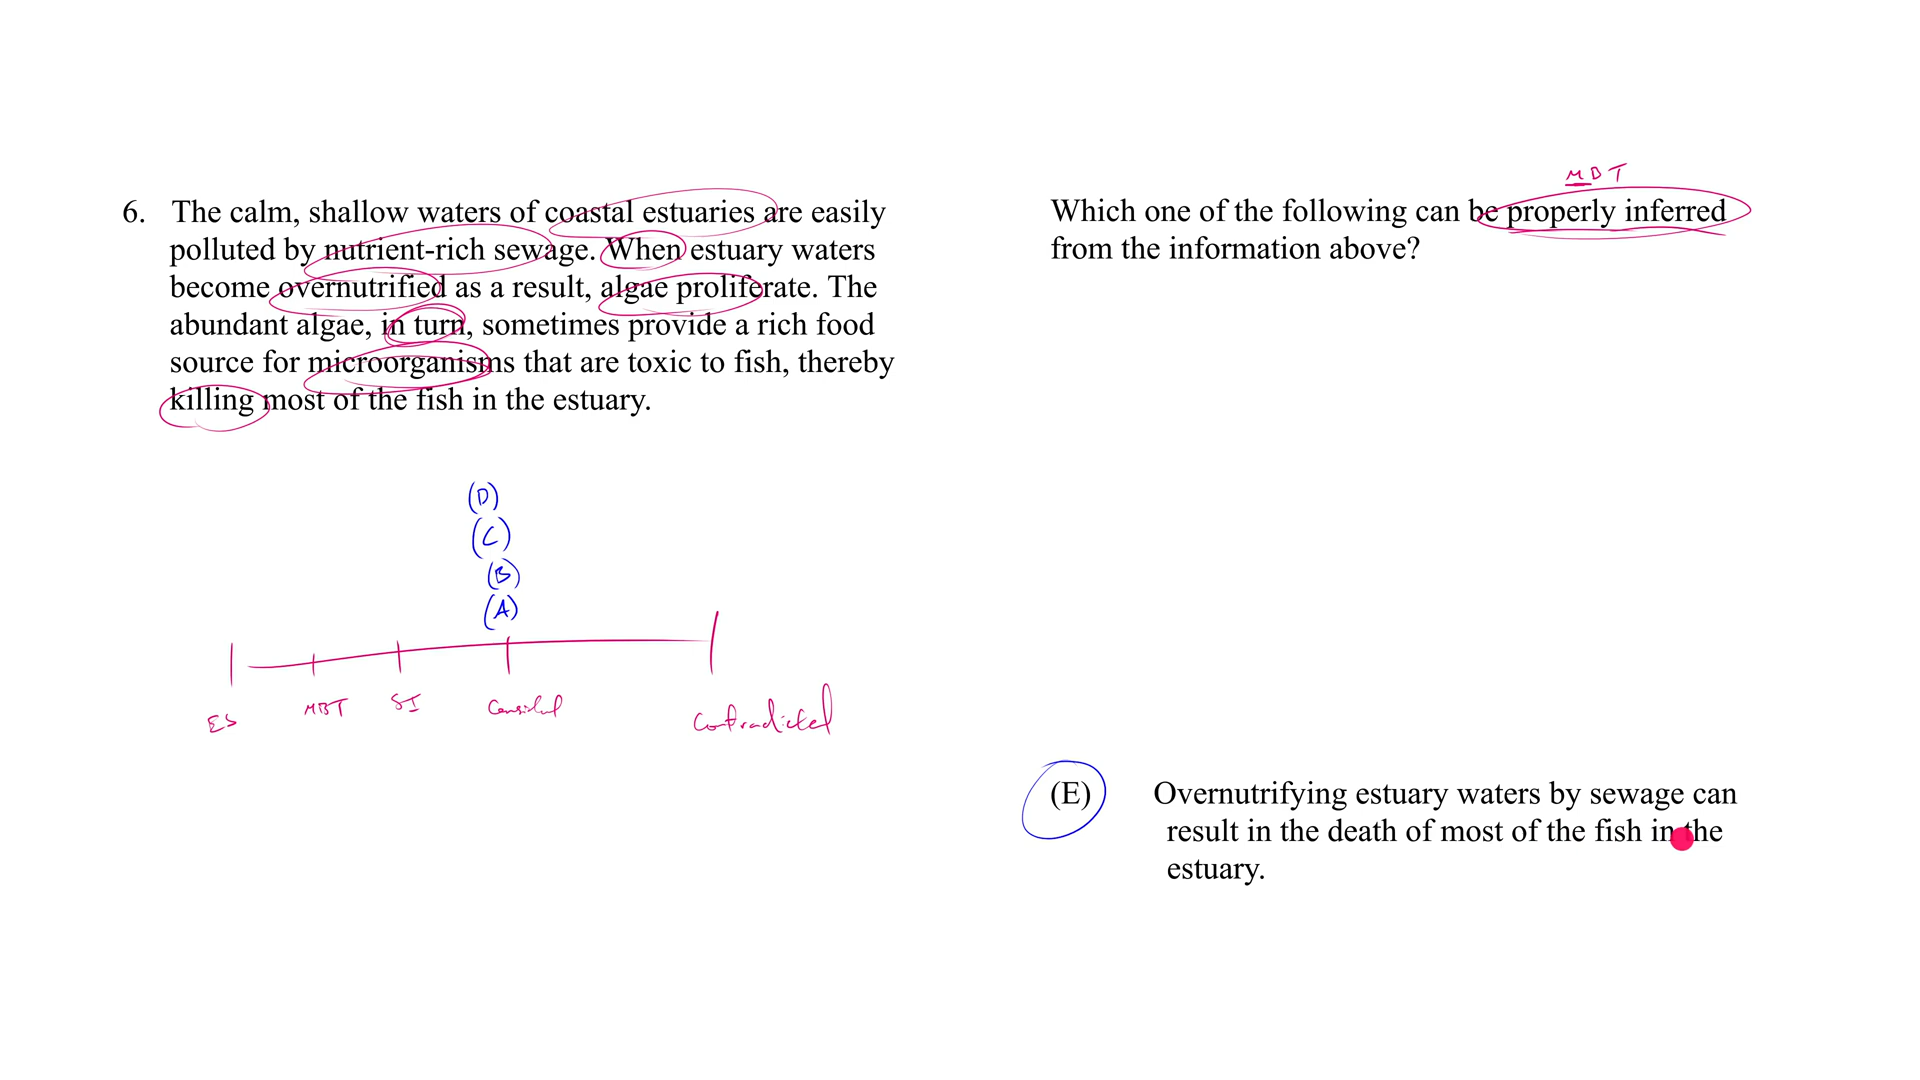 6. The calm, shallow waters of coastal estuaries are easily
polluted by nutrient-rich sewage. When estuary waters
become overnutrified as a result, algae proliferate. The
abundant algae, in turn, sometimes provide a rich food
source for microorganisms that are toxic to fish, thereby
killing most of the fish in the estuary.
(D)
(C)
(B)
(A)
ES MBT SI Contradicted
MBT
Which one of the following can be properly inferred
from the information above?
(E) Overnutrifying estuary waters by sewage can
result in the death of most of the fish in the
estuary.